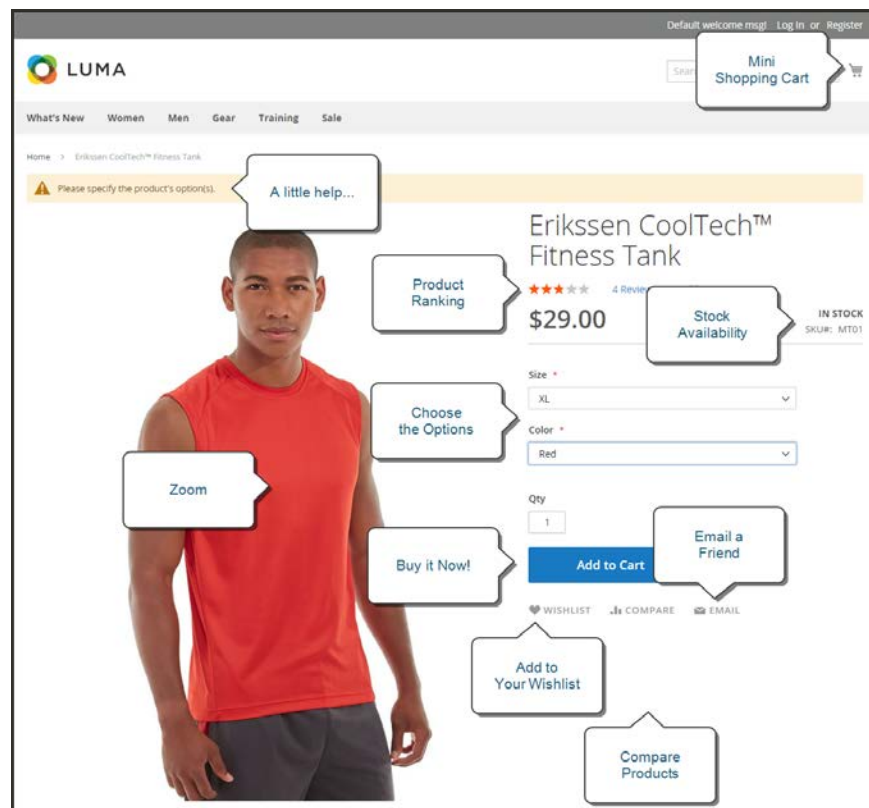 Default welcome msg! Log In or Register
LUMA
Mini
Shopping Cart
What's New Women Men Gear Training Sale
Home > Erikssen CoolTech™ Fitness Tank
Please specify the product's option(s).
A little help...
Erikssen CoolTech™
Fitness Tank
Product
Ranking
4
$29.00
Stock
Availability
IN STOCK
SKU#: MT01
Size *
XL
Choose
the Options
Color *
Red
Zoom
Qty
1
Email a
Friend
Buy it Now!
Add to Cart
WISHLIST COMPARE EMAIL
Add to
Your Wishlist
Compare
Products